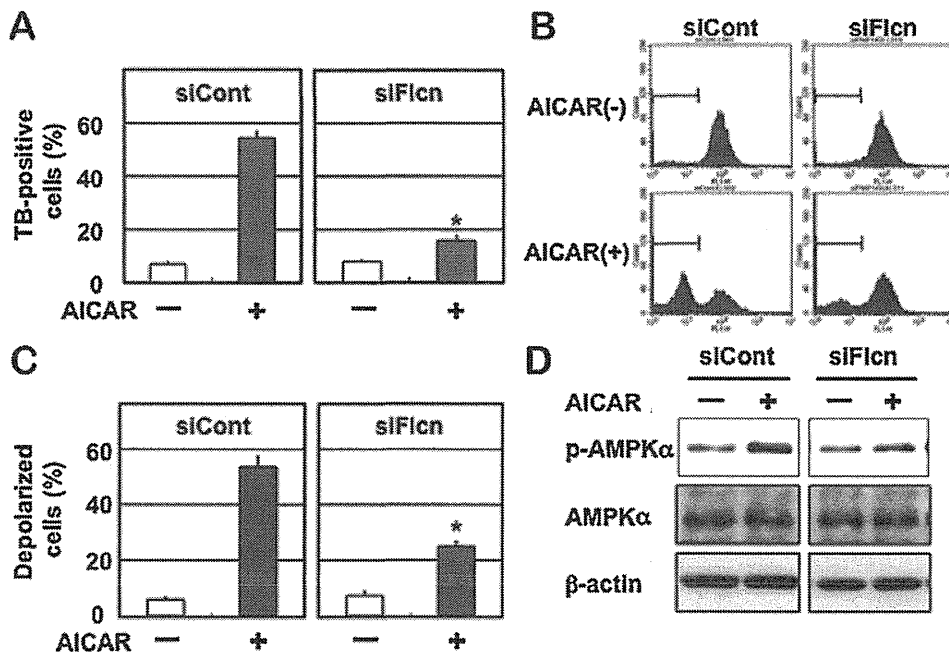 A
siCont
siFlcn
TB-positive cells (%)
60
40
20
0
*
AICAR
—
+
—
+
B
siCont
siFlcn
AICAR(-)
AICAR(+)
C
siCont
siFlcn
Depolarized cells (%)
60
40
20
0
*
AICAR
—
+
—
+
D
siCont
siFlcn
AICAR
—
+
—
+
p-AMPKα
AMPKα
β-actin